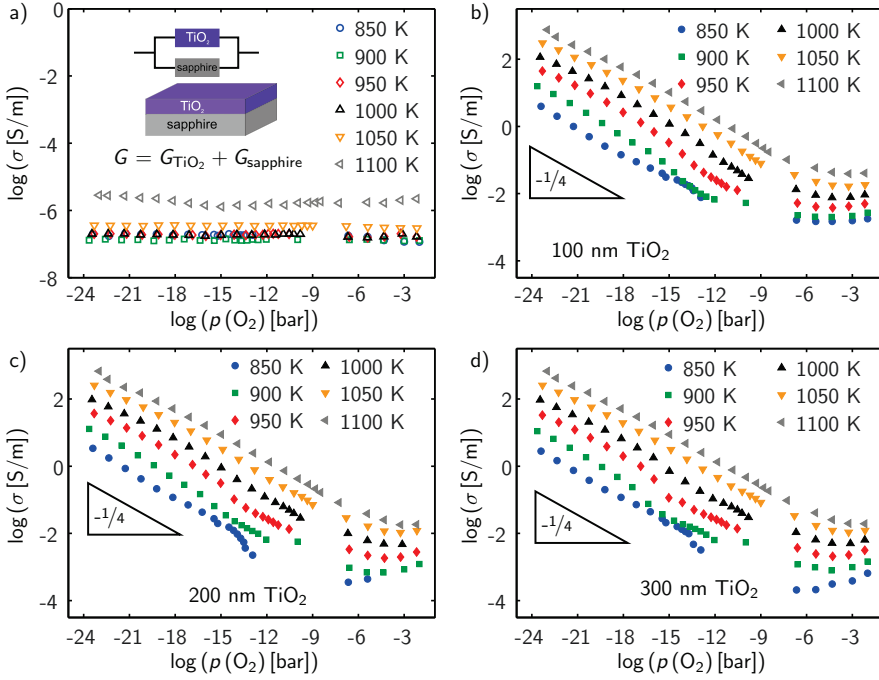 a)
TiO₂
sapphire
TiO₂
sapphire
G = G_TiO₂ + G_sapphire
850 K
900 K
950 K
1000 K
1050 K
1100 K
log (σ [S/m])
0
-2
-4
-6
-8
-24 -21 -18 -15 -12 -9 -6 -3
log (p (O₂) [bar])
b)
850 K 1000 K
900 K 1050 K
950 K 1100 K
log (σ [S/m])
2
0
-2
-4
-1/4
100 nm TiO₂
-24 -21 -18 -15 -12 -9 -6 -3
log (p (O₂) [bar])
c)
850 K 1000 K
900 K 1050 K
950 K 1100 K
log (σ [S/m])
2
0
-2
-4
-1/4
200 nm TiO₂
-24 -21 -18 -15 -12 -9 -6 -3
log (p (O₂) [bar])
d)
850 K 1000 K
900 K 1050 K
950 K 1100 K
log (σ [S/m])
2
0
-2
-4
-1/4
300 nm TiO₂
-24 -21 -18 -15 -12 -9 -6 -3
log (p (O₂) [bar])